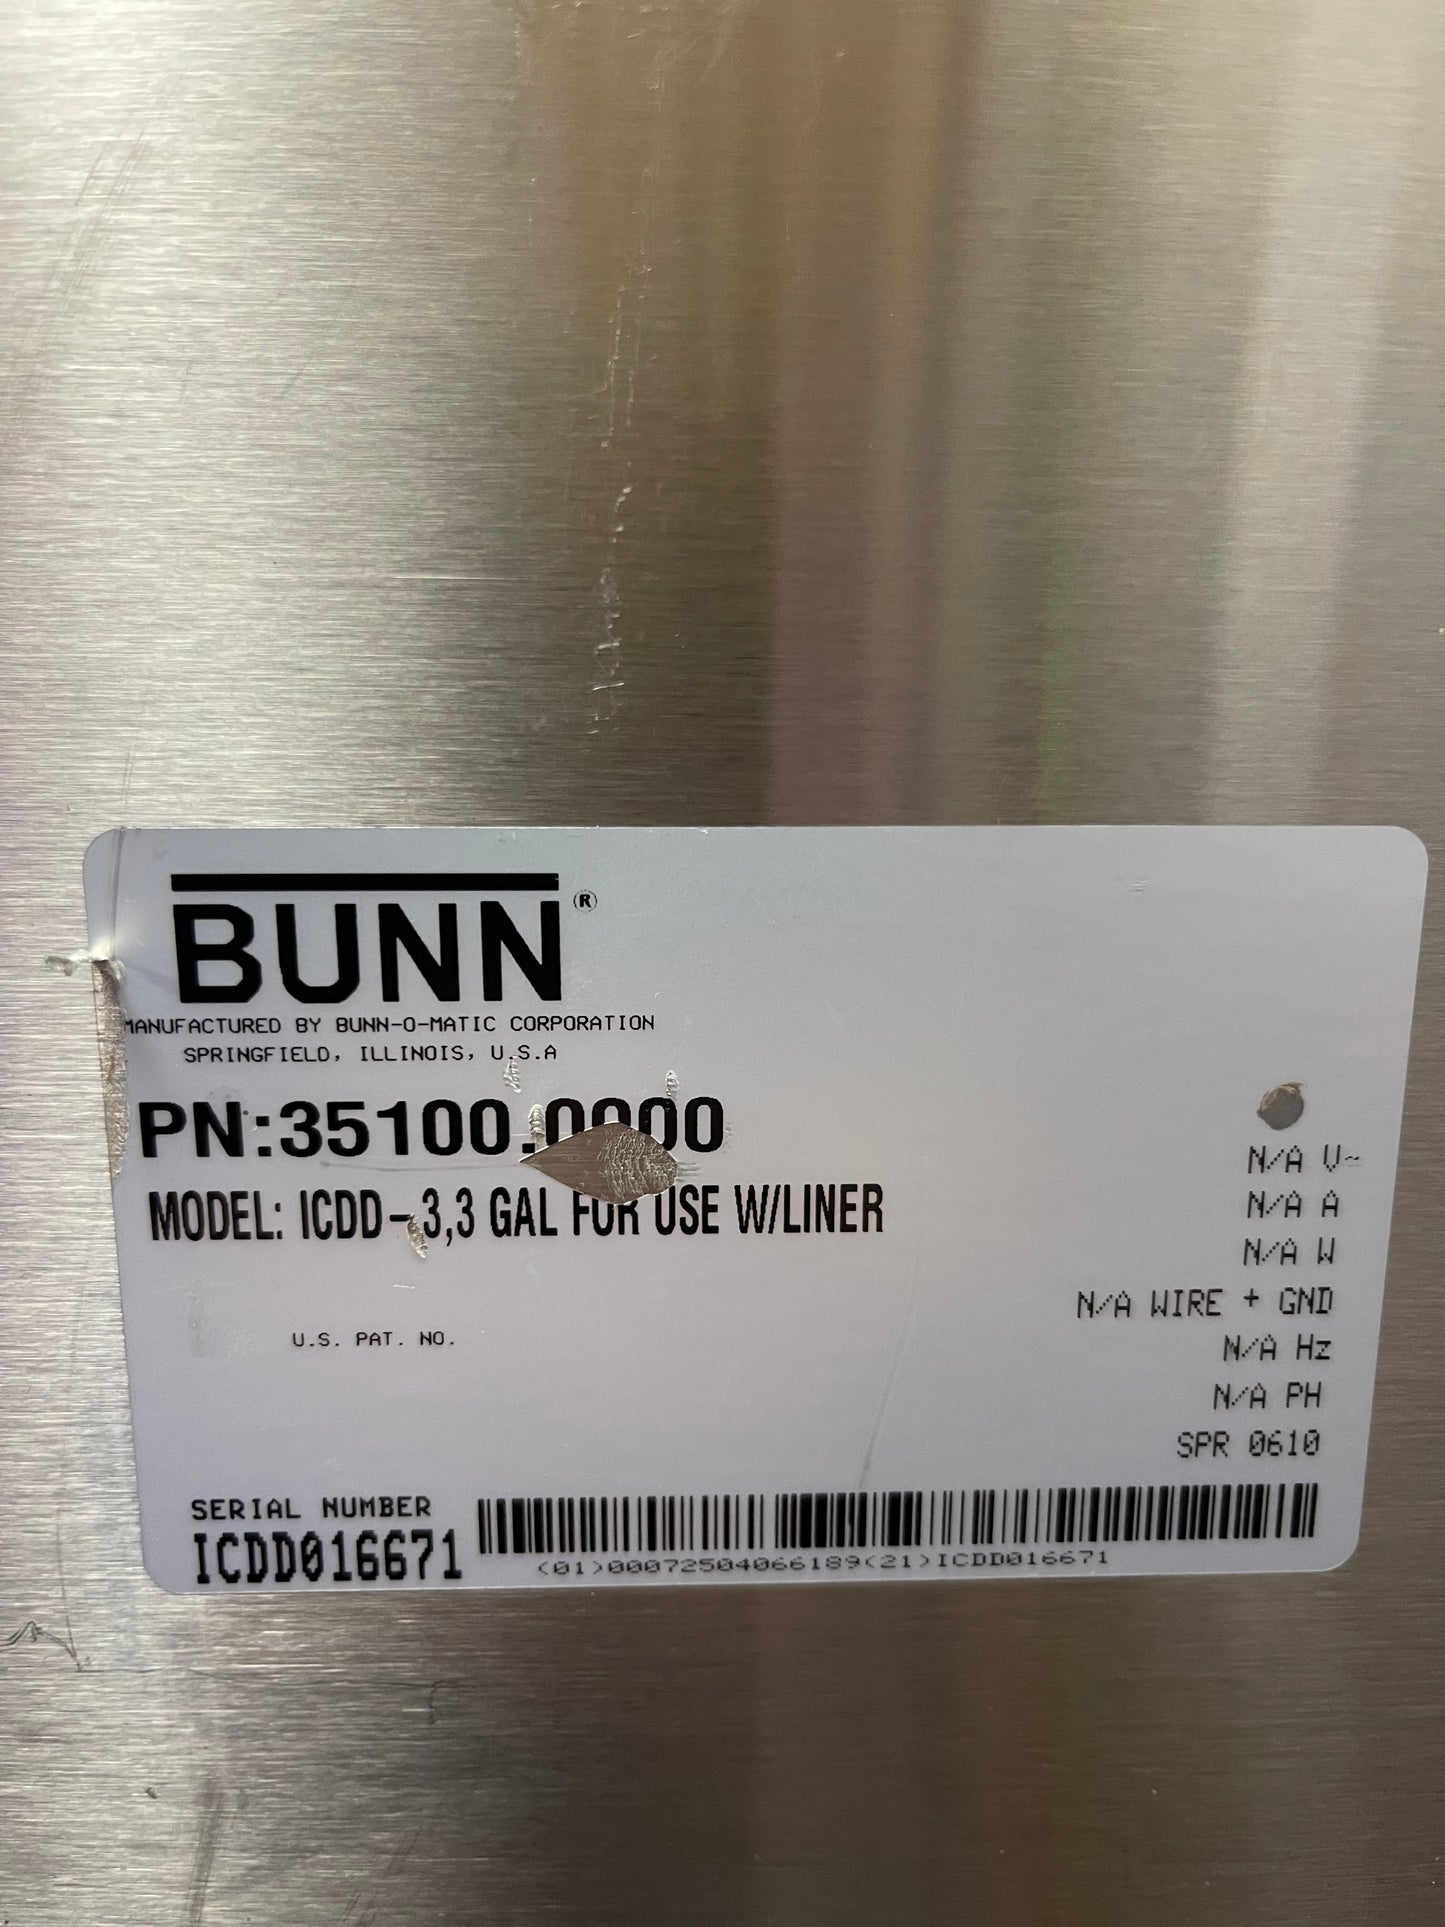 BUNN®
MANUFACTURED BY BUNN-O-MATIC CORPORATION
SPRINGFIELD, ILLINOIS, U.S.A
PN:35100.0000
MODEL: ICDD-3,3 GAL FOR USE W/LINER
N/A V~
N/A A
N/A W
N/A WIRE + GND
N/A Hz
N/A PH
SPR 0610
U.S. PAT. NO.
SERIAL NUMBER
ICDD016671
(01)00072504066189(21)ICDD016671